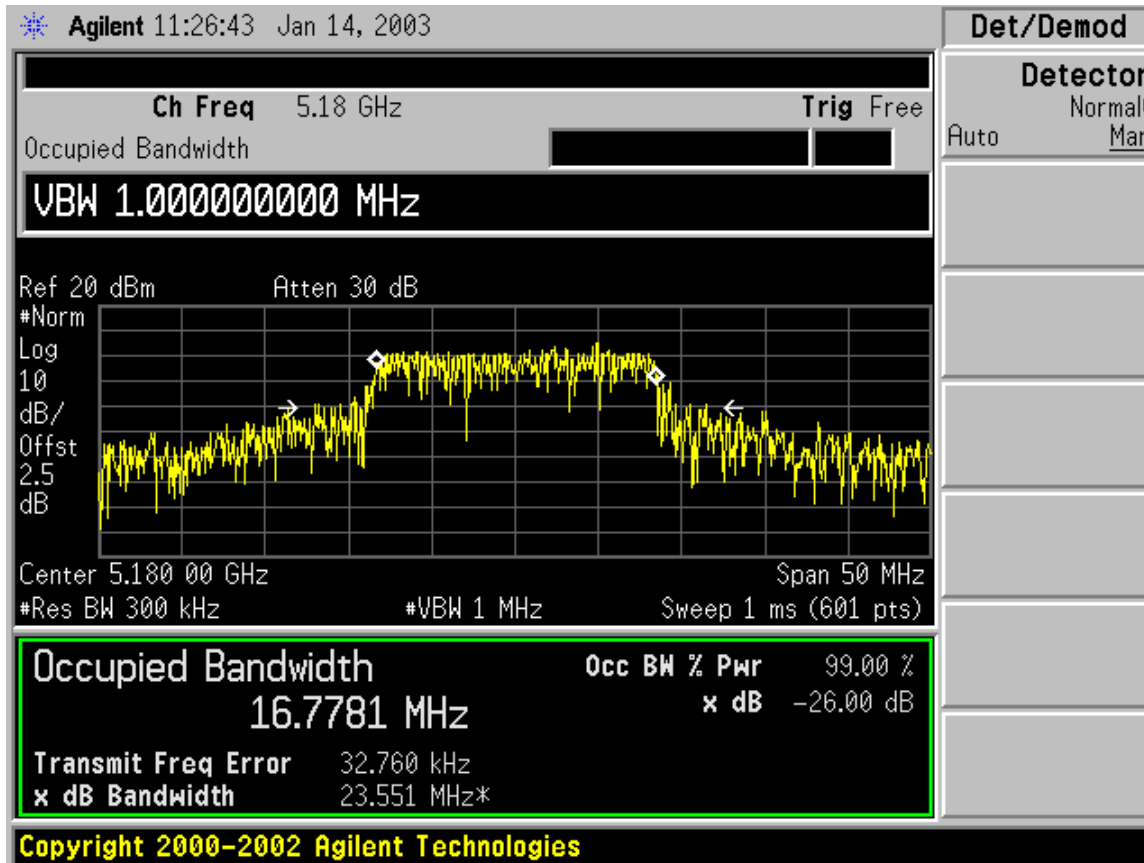 Agilent 11:26:43 Jan 14, 2003
Det/Demod
Ch Freq 5.18 GHz Trig Free
Occupied Bandwidth
Detector
Normal
Auto Man
VBW 1.000000000 MHz
Ref 20 dBm Atten 30 dB
#Norm
Log
10
dB/
Offst
2.5
dB
Center 5.180 00 GHz Span 50 MHz
#Res BW 300 kHz #VBW 1 MHz Sweep 1 ms (601 pts)
Occupied Bandwidth
16.7781 MHz
Occ BW % Pwr 99.00 %
x dB -26.00 dB
Transmit Freq Error 32.760 kHz
x dB Bandwidth 23.551 MHz*
Copyright 2000-2002 Agilent Technologies